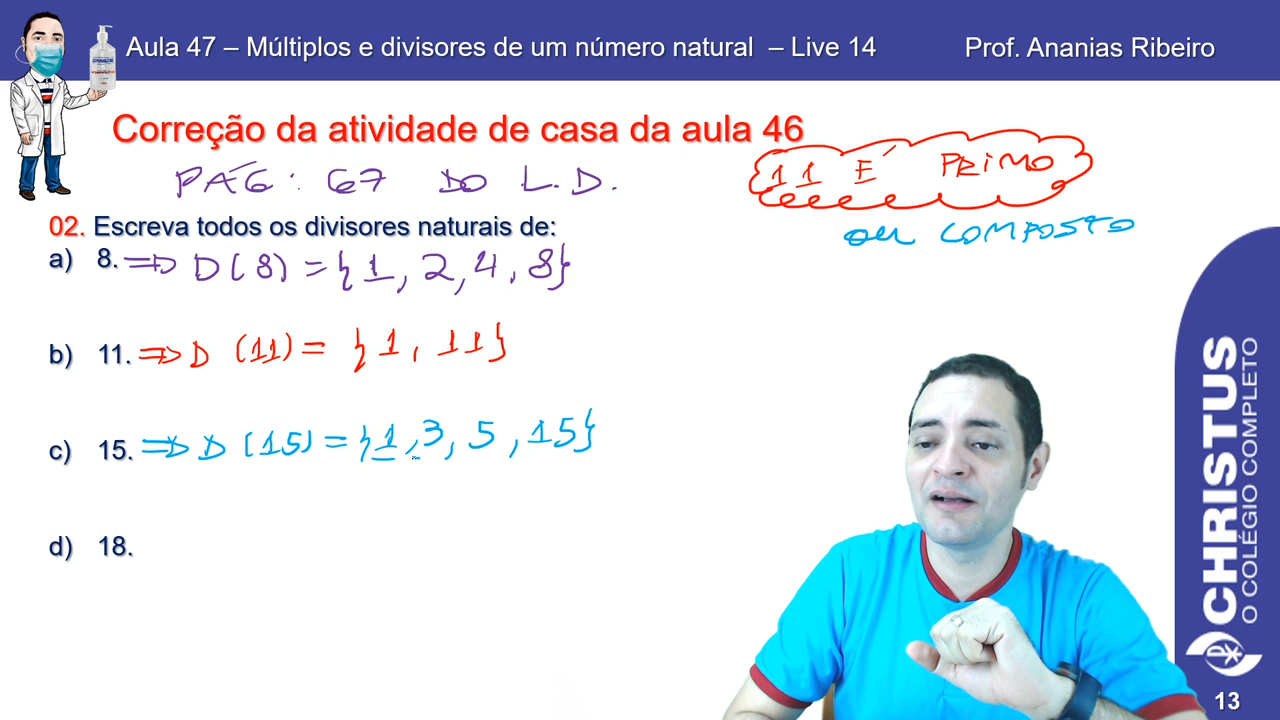 Aula 47 – Múltiplos e divisores de um número natural – Live 14 Prof. Ananias Ribeiro
Correção da atividade de casa da aula 46
PÁG: 67 DO L.D.
11 É PRIMO
ou COMPOSTO
02. Escreva todos os divisores naturais de:
a) 8. ⇒ D(8) = {1, 2, 4, 8}
b) 11. ⇒ D (11) = {1, 11}
c) 15. ⇒ D (15) = {1, 3, 5, 15}
d) 18.
CHRISTUS
O COLÉGIO COMPLETO
13